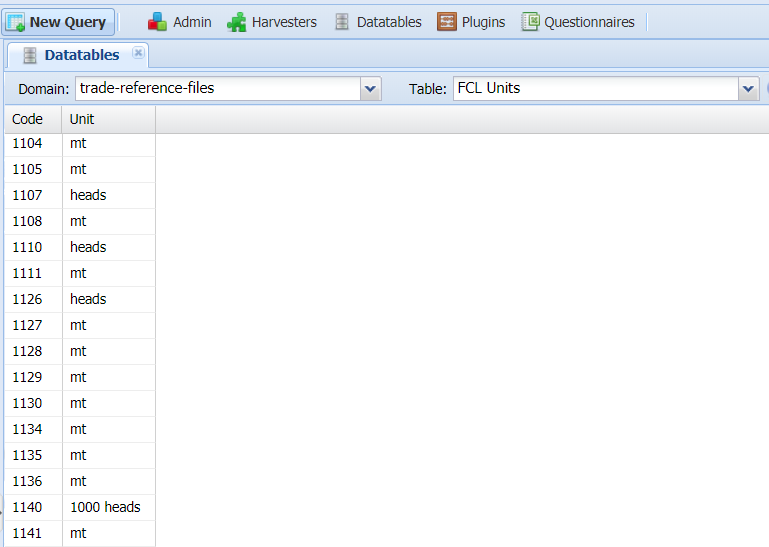 New Query Admin Harvesters Datatables Plugins Questionnaires
Datatables
Domain: trade-reference-files Table: FCL Units
Code Unit
1104 mt
1105 mt
1107 heads
1108 mt
1110 heads
1111 mt
1126 heads
1127 mt
1128 mt
1129 mt
1130 mt
1134 mt
1135 mt
1136 mt
1140 1000 heads
1141 mt